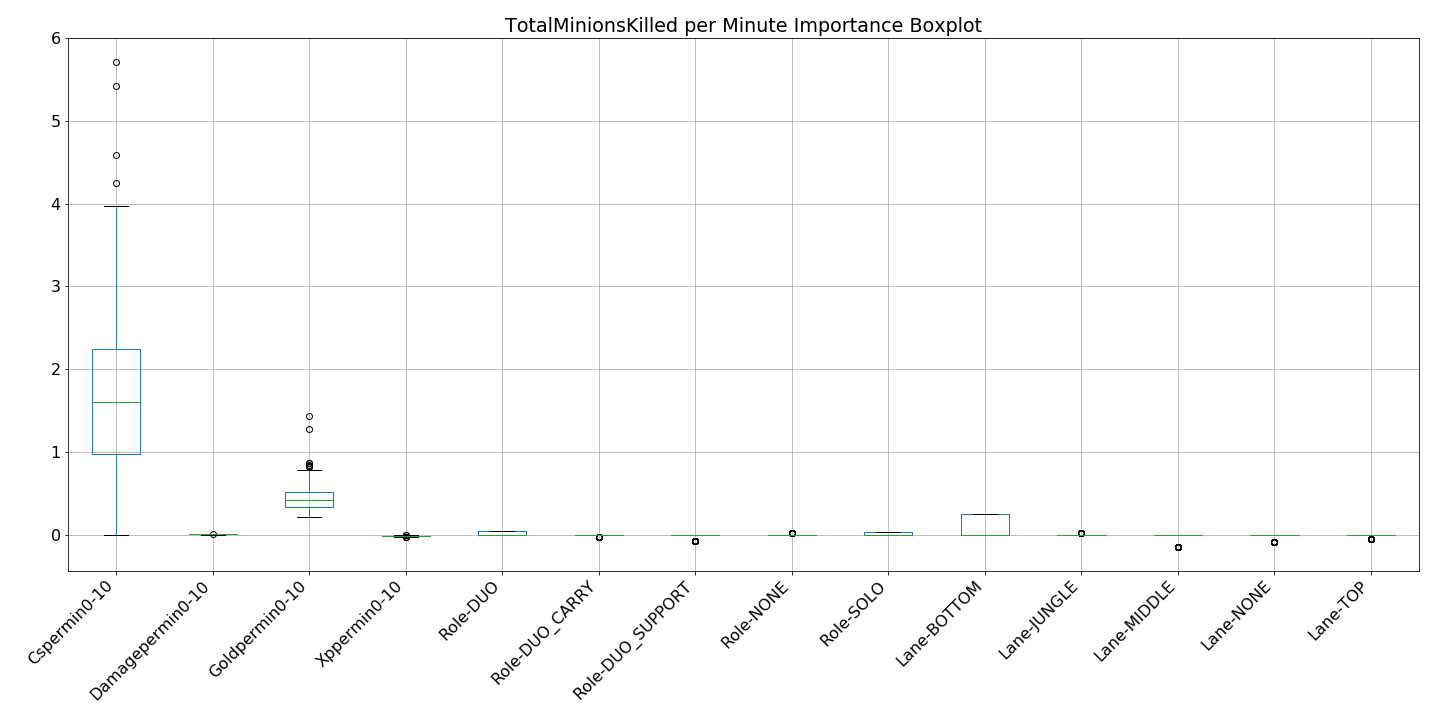 TotalMinionsKilled per Minute Importance Boxplot
6
5
4
3
2
1
0
Cspermin0-10
Damagepermin0-10
Goldpermin0-10
Xppermin0-10
Role-DUO
Role-DUO_CARRY
Role-DUO_SUPPORT
Role-NONE
Role-SOLO
Lane-BOTTOM
Lane-JUNGLE
Lane-MIDDLE
Lane-NONE
Lane-TOP